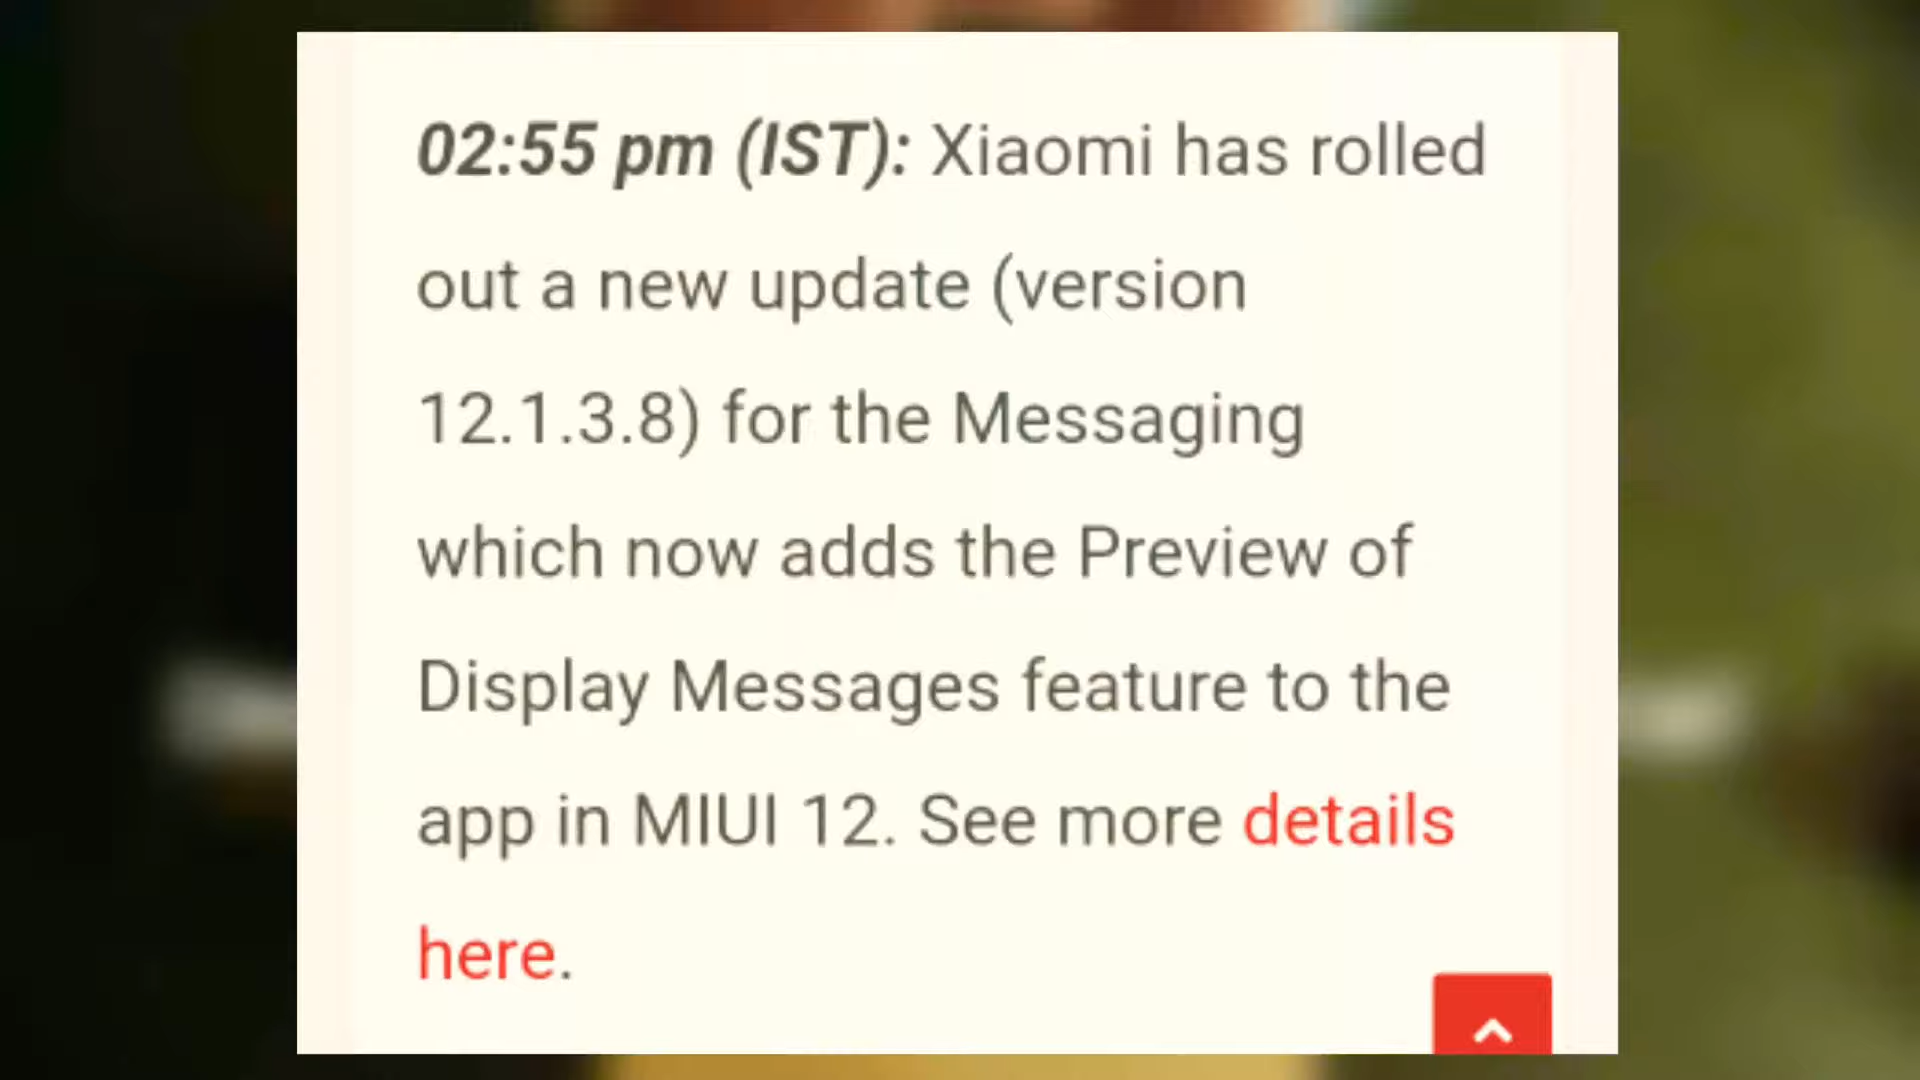 02:55 pm (IST): Xiaomi has rolled
out a new update (version
12.1.3.8) for the Messaging
which now adds the Preview of
Display Messages feature to the
app in MIUI 12. See more details
here.